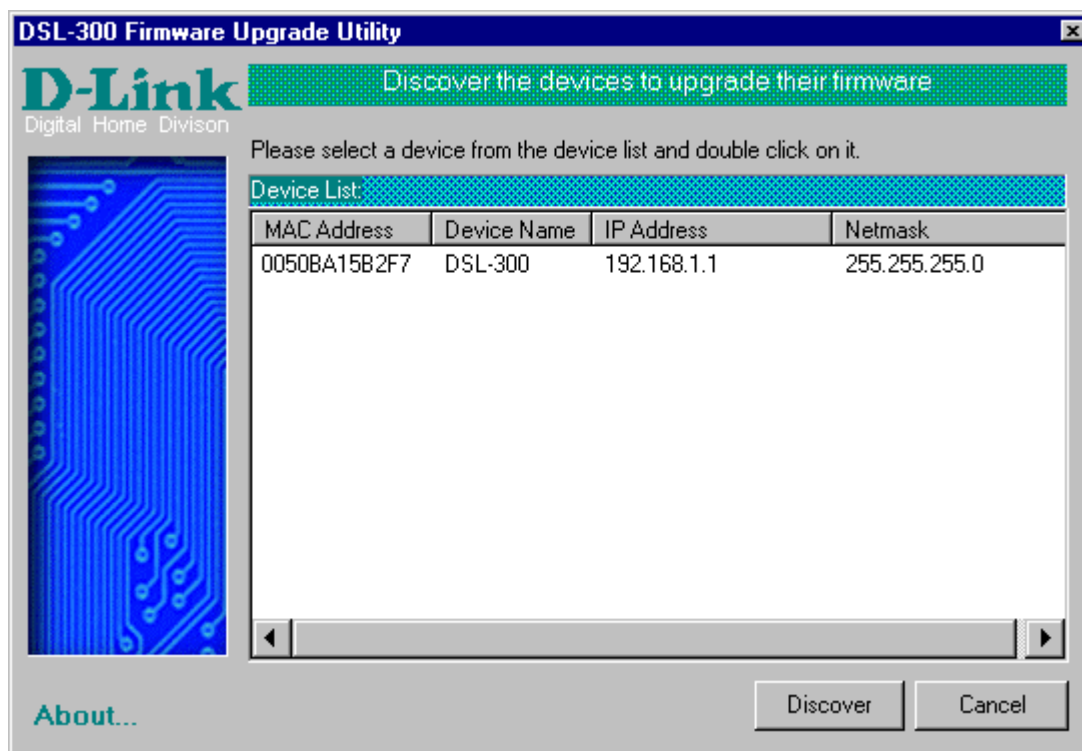 DSL-300 Firmware Upgrade Utility
D-Link
Digital Home Divison
Discover the devices to upgrade their firmware
Please select a device from the device list and double click on it.
Device List:
MAC Address Device Name IP Address Netmask
0050BA15B2F7 DSL-300 192.168.1.1 255.255.255.0
About...
Discover Cancel